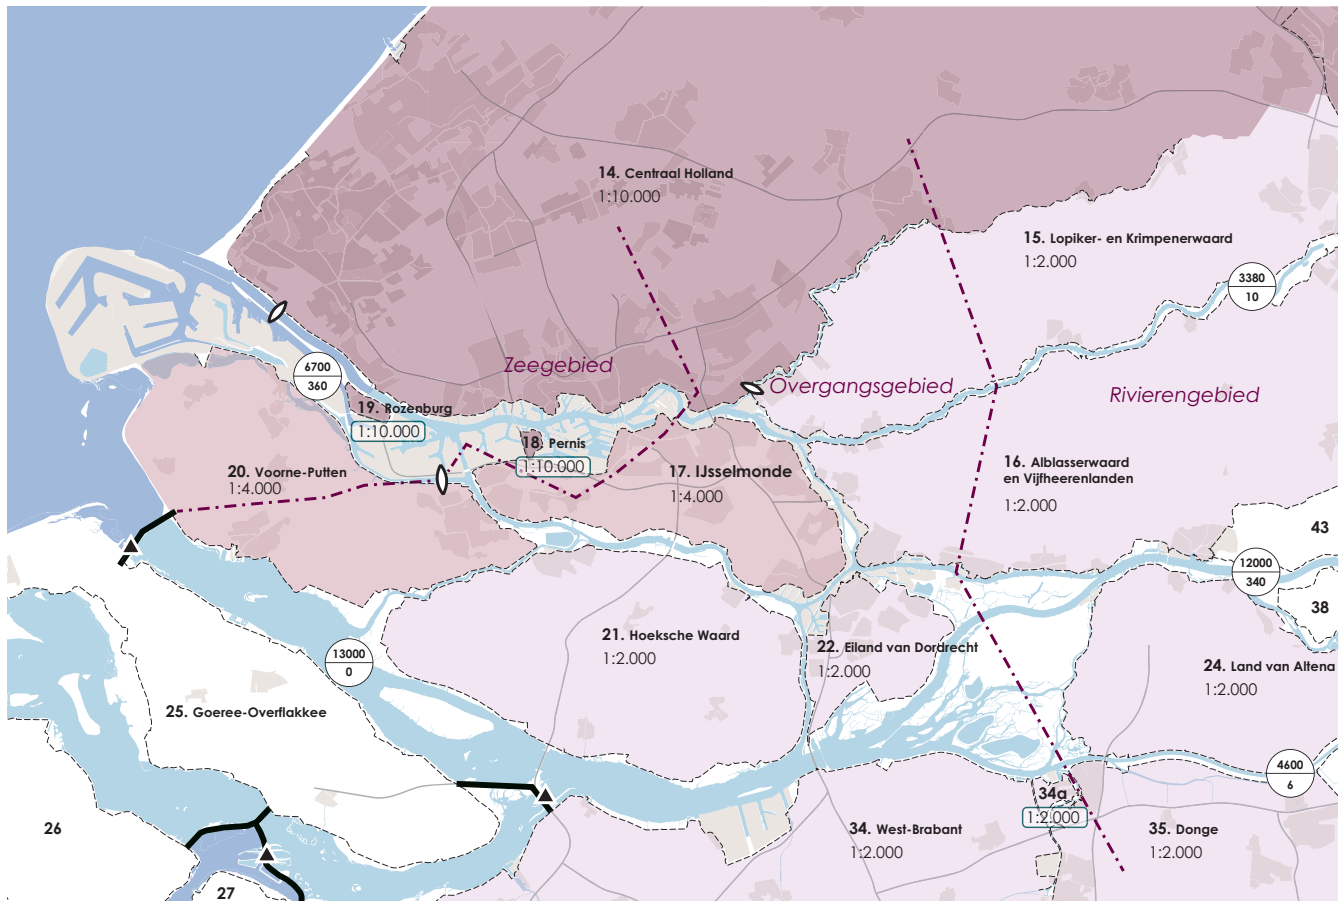 14. Centraal Holland
1:10.000
15. Lopiker- en Krimpenerwaard
1:2.000
3380
10
6700
360
Zeegebied
Overgangsgebied
Rivierengebied
19. Rozenburg
1:10.000
18. Pernis
1:10.000
20. Voorne-Putten
1:4.000
17. IJsselmonde
1:4.000
16. Alblasserwaard
en Vijfheerenlanden
1:2.000
43
12000
340
38
21. Hoeksche Waard
1:2.000
22. Eiland van Dordrecht
1:2.000
13000
0
24. Land van Altena
1:2.000
25. Goeree-Overflakkee
4600
6
34a
1:2.000
26
34. West-Brabant
1:2.000
35. Donge
1:2.000
27